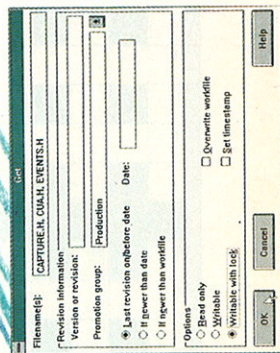 Get
Filename[s]: CAPTURE.H, CUA.H, EVENTS.H
Revision information
Version or revision:
Promotion group: Production
Last revision on/before date Date:
If newer than date
If newer than workfile
Options
Read only
Writable
Writable with lock
Overwrite workfile
Set timestamp
OK Cancel Help